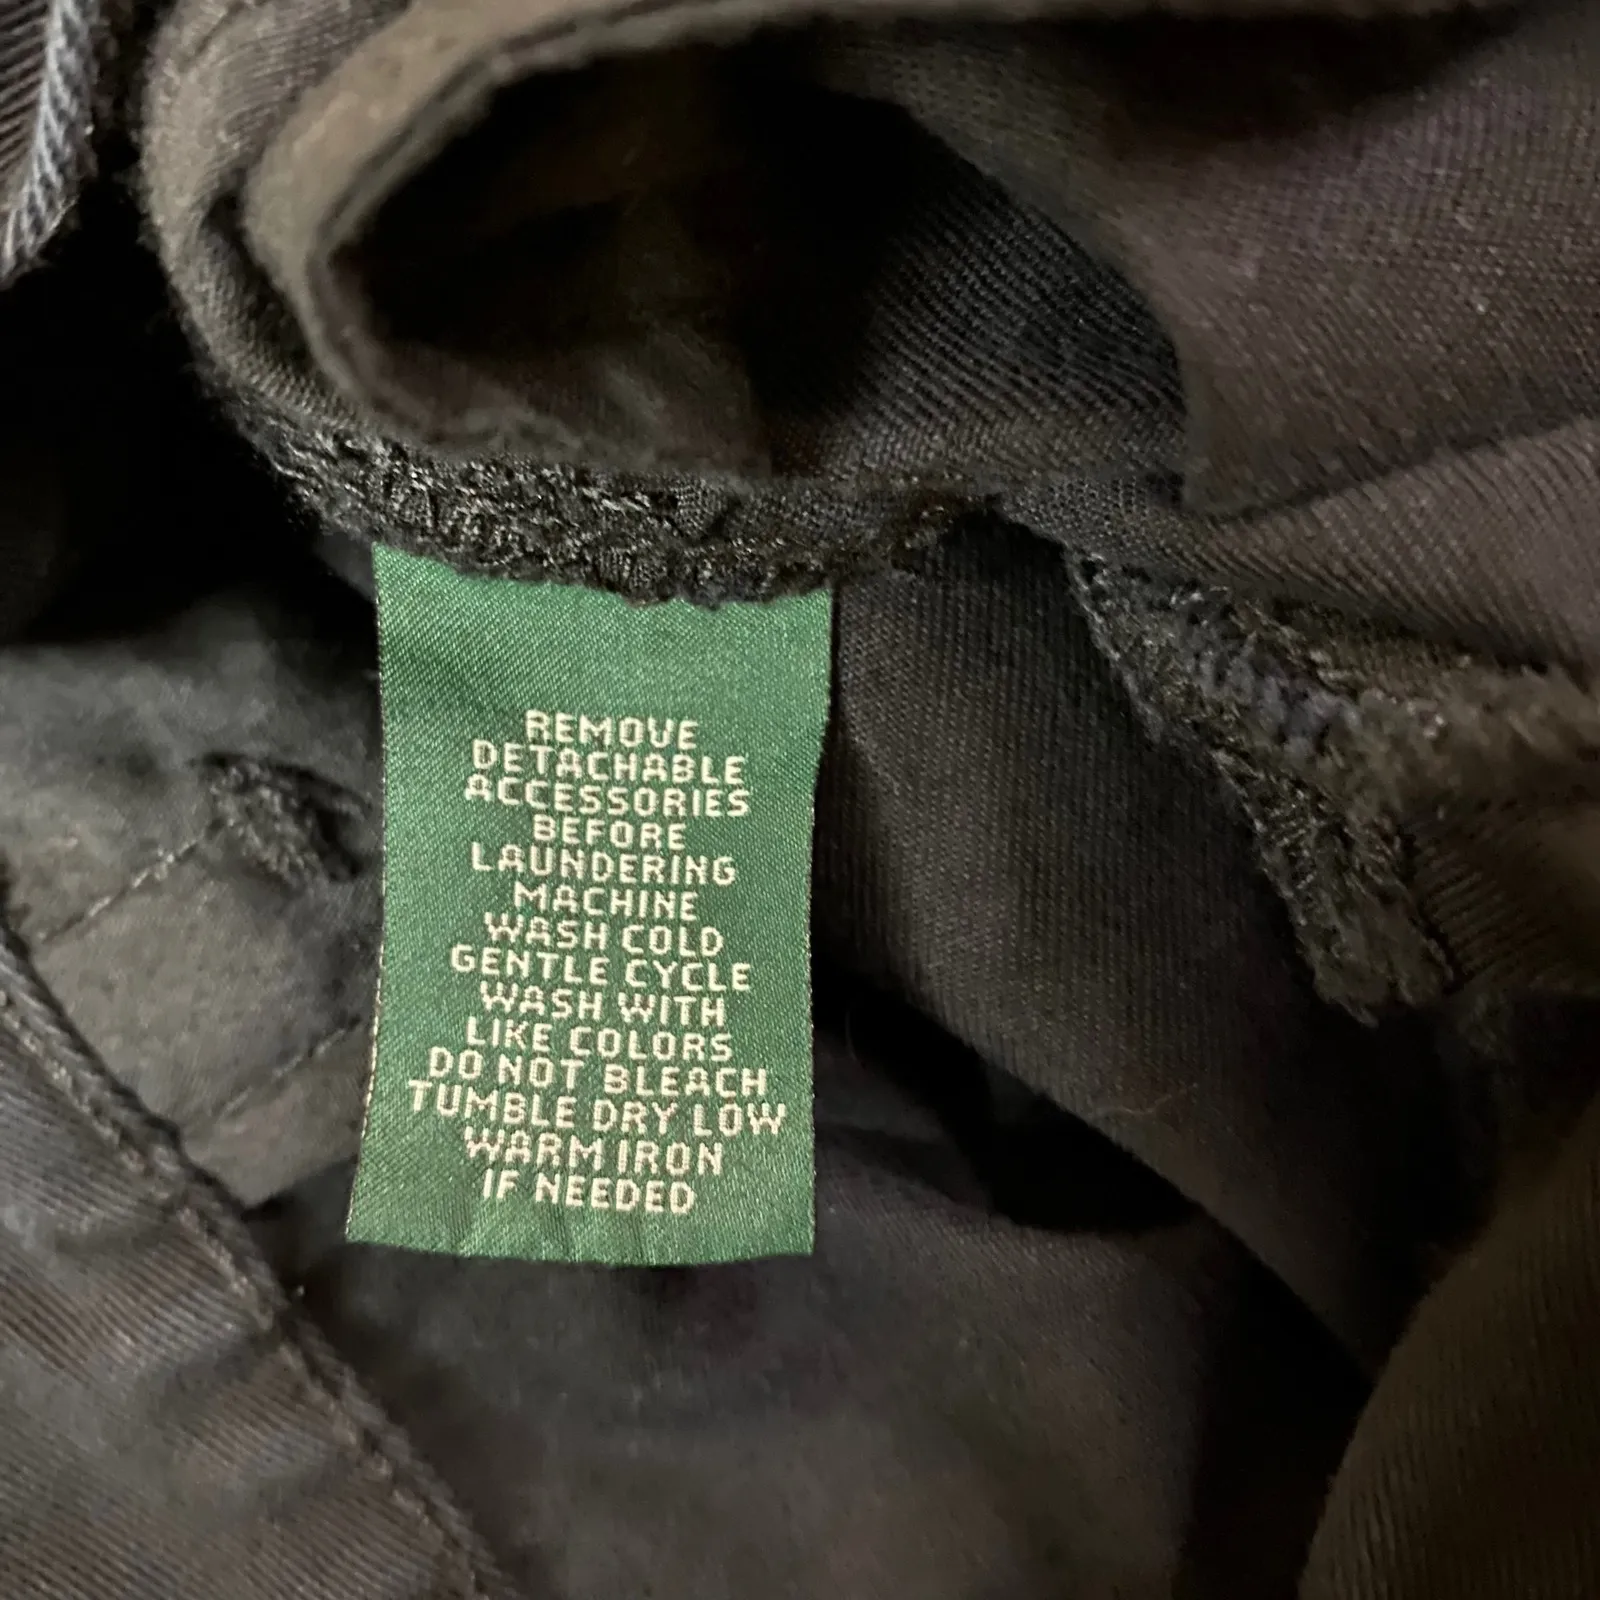 REMOVE
DETACHABLE
ACCESSORIES
BEFORE
LAUNDERING
MACHINE
WASH COLD
GENTLE CYCLE
WASH WITH
LIKE COLORS
DO NOT BLEACH
TUMBLE DRY LOW
WARM IRON
IF NEEDED